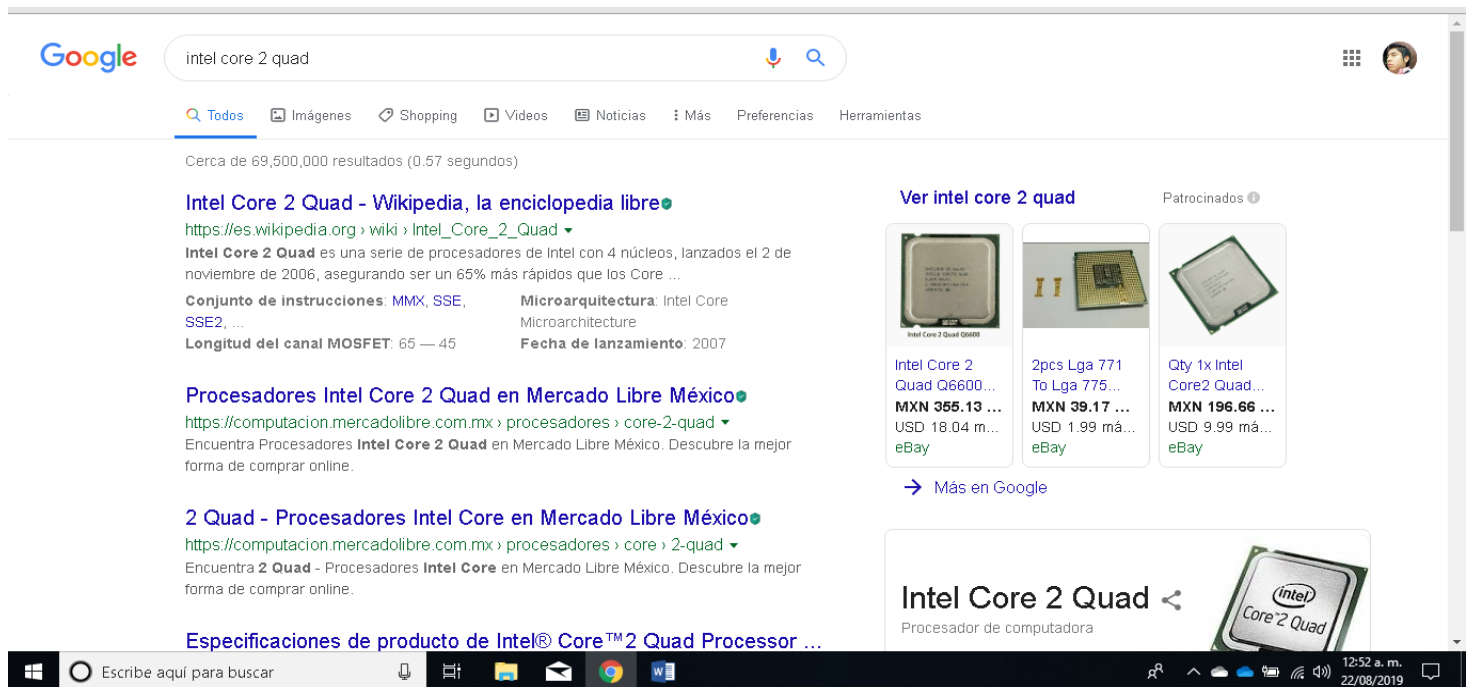 Google
intel core 2 quad
Todos Imágenes Shopping Videos Noticias Más Preferencias Herramientas
Cerca de 69,500,000 resultados (0.57 segundos)
Intel Core 2 Quad - Wikipedia, la enciclopedia libre
https://es.wikipedia.org › wiki › Intel_Core_2_Quad
Intel Core 2 Quad es una serie de procesadores de Intel con 4 núcleos, lanzados el 2 de
noviembre de 2006, asegurando ser un 65% más rápidos que los Core ...
Conjunto de instrucciones: MMX, SSE,
SSE2, ...
Microarquitectura: Intel Core
Microarchitecture
Longitud del canal MOSFET: 65 — 45
Fecha de lanzamiento: 2007
Procesadores Intel Core 2 Quad en Mercado Libre México
https://computacion.mercadolibre.com.mx › procesadores › core-2-quad
Encuentra Procesadores Intel Core 2 Quad en Mercado Libre México. Descubre la mejor
forma de comprar online.
2 Quad - Procesadores Intel Core en Mercado Libre México
https://computacion.mercadolibre.com.mx › procesadores › core › 2-quad
Encuentra 2 Quad - Procesadores Intel Core en Mercado Libre México. Descubre la mejor
forma de comprar online.
Especificaciones de producto de Intel® Core™2 Quad Processor ...
Ver intel core 2 quad
Patrocinados
Intel Core 2 Quad Q6600
Intel Core 2
Quad Q6600...
MXN 355.13 ...
USD 18.04 m...
eBay
2pcs Lga 771
To Lga 775...
MXN 39.17 ...
USD 1.99 má...
eBay
Qty 1x Intel
Core2 Quad...
MXN 196.66 ...
USD 9.99 má...
eBay
Más en Google
Intel Core 2 Quad
Procesador de computadora
intel
Core™2 Quad
Escribe aquí para buscar
12:52 a. m.
22/08/2019